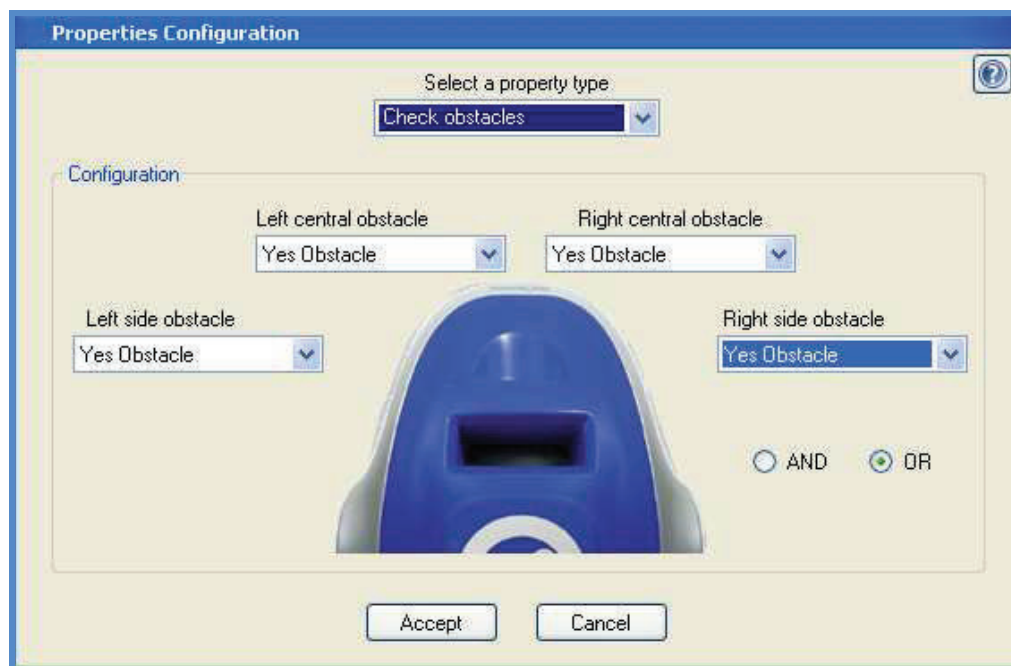 Properties Configuration
?
Select a property type
Check obstacles
Configuration
Left central obstacle
Right central obstacle
Yes Obstacle
Yes Obstacle
Left side obstacle
Right side obstacle
Yes Obstacle
Yes Obstacle
AND
OR
Accept
Cancel